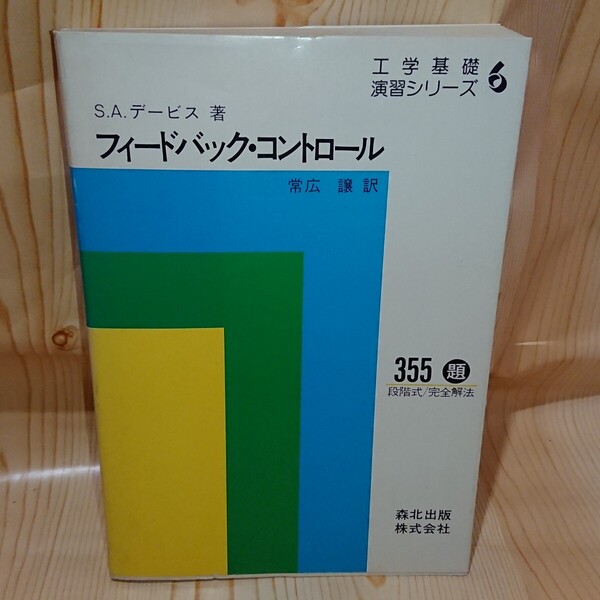 工学基礎
演習シリーズ 6
S.A.デービス 著
フィードバック・コントロール
常広 譲 訳
355 題
段階式/完全解法
森北出版
株式会社